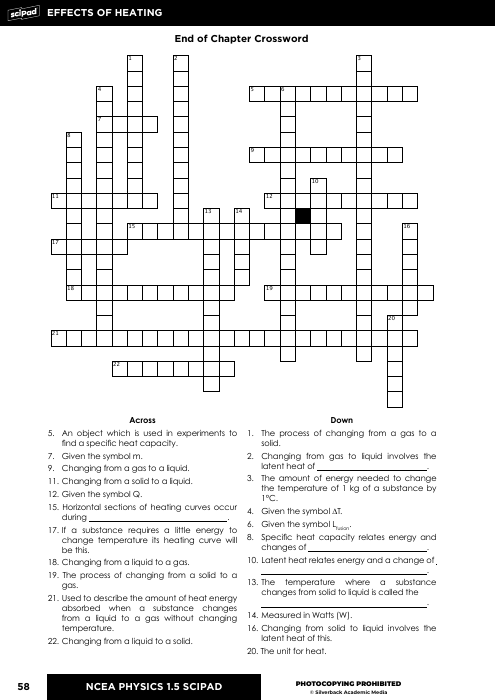 scipad EFFECTS OF HEATING
End of Chapter Crossword
1 2 3
4 5 6
7
8
9
10
11 12
13 14
15 16
17
18 19
20
21
22
Across
5. An object which is used in experiments to
find a specific heat capacity.
7. Given the symbol m.
9. Changing from a gas to a liquid.
11. Changing from a solid to a liquid.
12. Given the symbol Q.
15. Horizontal sections of heating curves occur
during ____________________.
17. If a substance requires a little energy to
change temperature its heating curve will
be this.
18. Changing from a liquid to a gas.
19. The process of changing from a solid to a
gas.
21. Used to describe the amount of heat energy
absorbed when a substance changes
from a liquid to a gas without changing
temperature.
22. Changing from a liquid to a solid.
Down
1. The process of changing from a gas to a
solid.
2. Changing from gas to liquid involves the
latent heat of ____________________.
3. The amount of energy needed to change
the temperature of 1 kg of a substance by
1°C.
4. Given the symbol ΔT.
6. Given the symbol Lfusion.
8. Specific heat capacity relates energy and
changes of ____________________.
10. Latent heat relates energy and a change of
____________________.
13. The temperature where a substance
changes from solid to liquid is called the
____________________.
14. Measured in Watts (W).
16. Changing from solid to liquid involves the
latent heat of this.
20. The unit for heat.
58 NCEA PHYSICS 1.5 SCIPAD PHOTOCOPYING PROHIBITED
© Silverback Academic Media